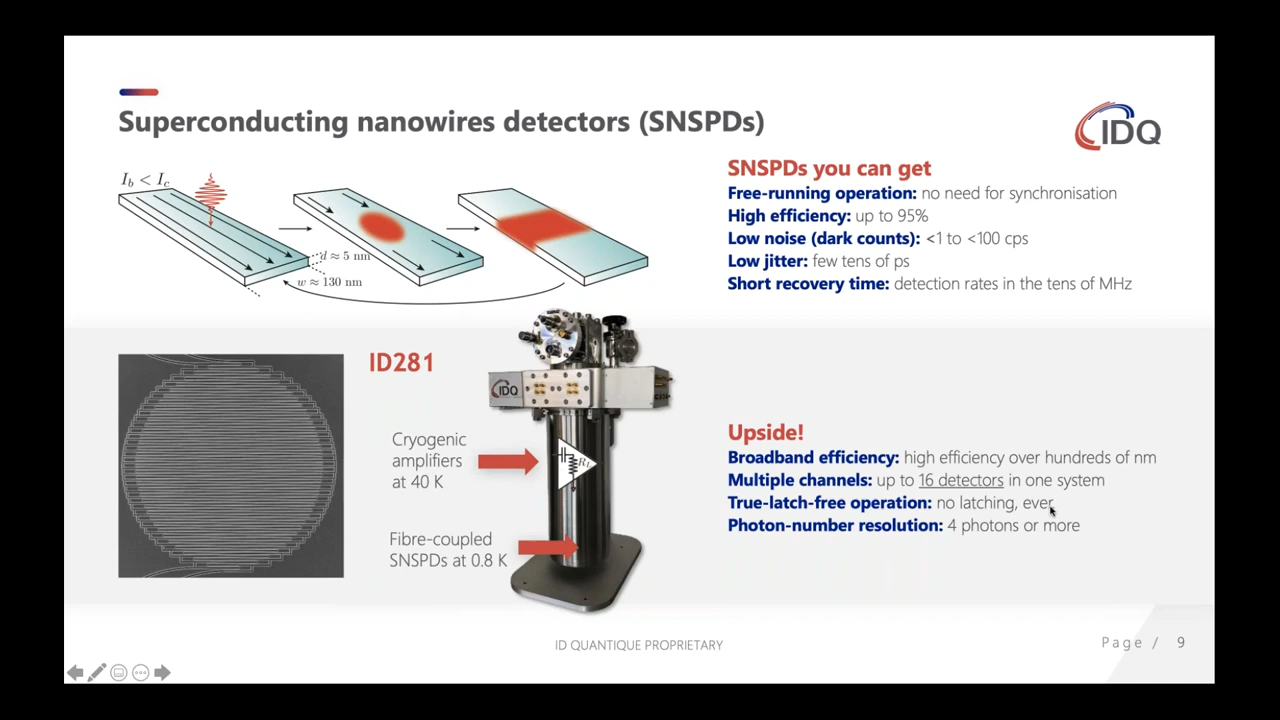 Superconducting nanowires detectors (SNSPDs)
IDQ
I_b < I_c
d ≈ 5 nm
w ≈ 130 nm
SNSPDs you can get
Free-running operation: no need for synchronisation
High efficiency: up to 95%
Low noise (dark counts): <1 to <100 cps
Low jitter: few tens of ps
Short recovery time: detection rates in the tens of MHz
ID281
IDQ
Cryogenic
amplifiers
at 40 K
R_L
Fibre-coupled
SNSPDs at 0.8 K
Upside!
Broadband efficiency: high efficiency over hundreds of nm
Multiple channels: up to 16 detectors in one system
True-latch-free operation: no latching, ever
Photon-number resolution: 4 photons or more
ID QUANTIQUE PROPRIETARY
Page / 9